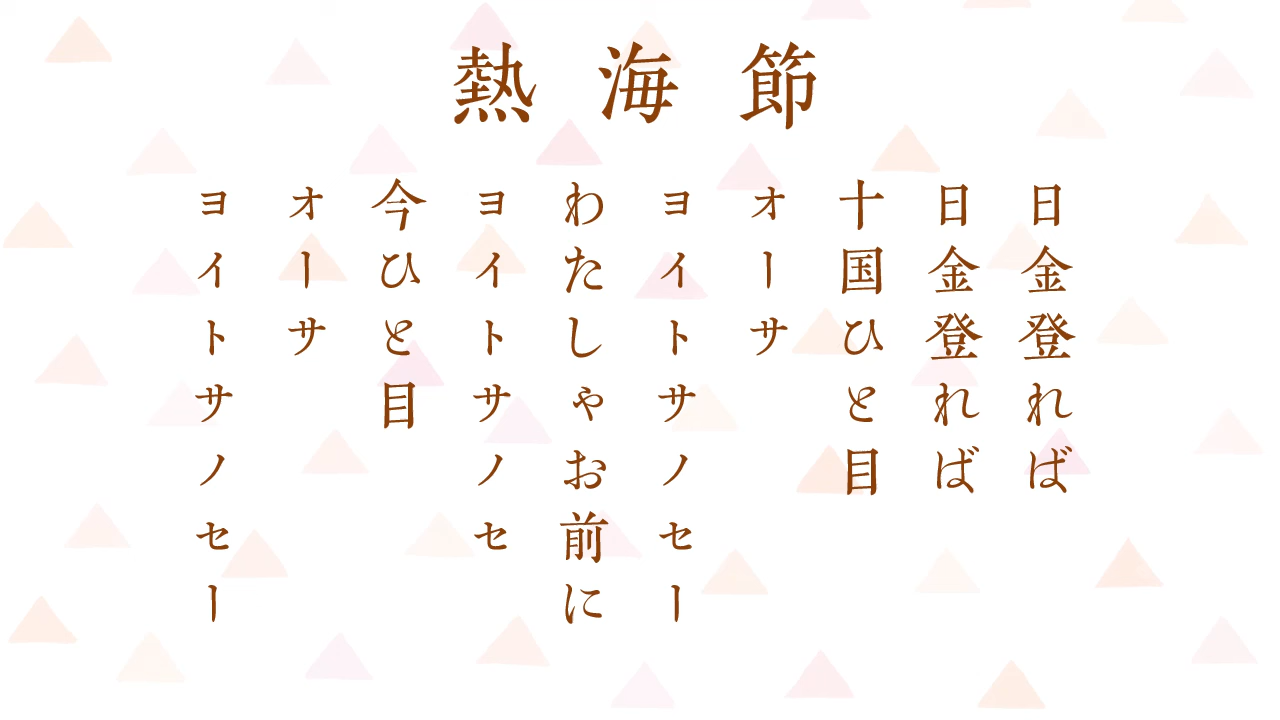 熱海節
日金登れば
日金登れば
十国ひと目
オーサ
ヨイトサノセー
わたしゃお前に
ヨイトサノセ
今ひと目
オーサ
ヨイトサノセー